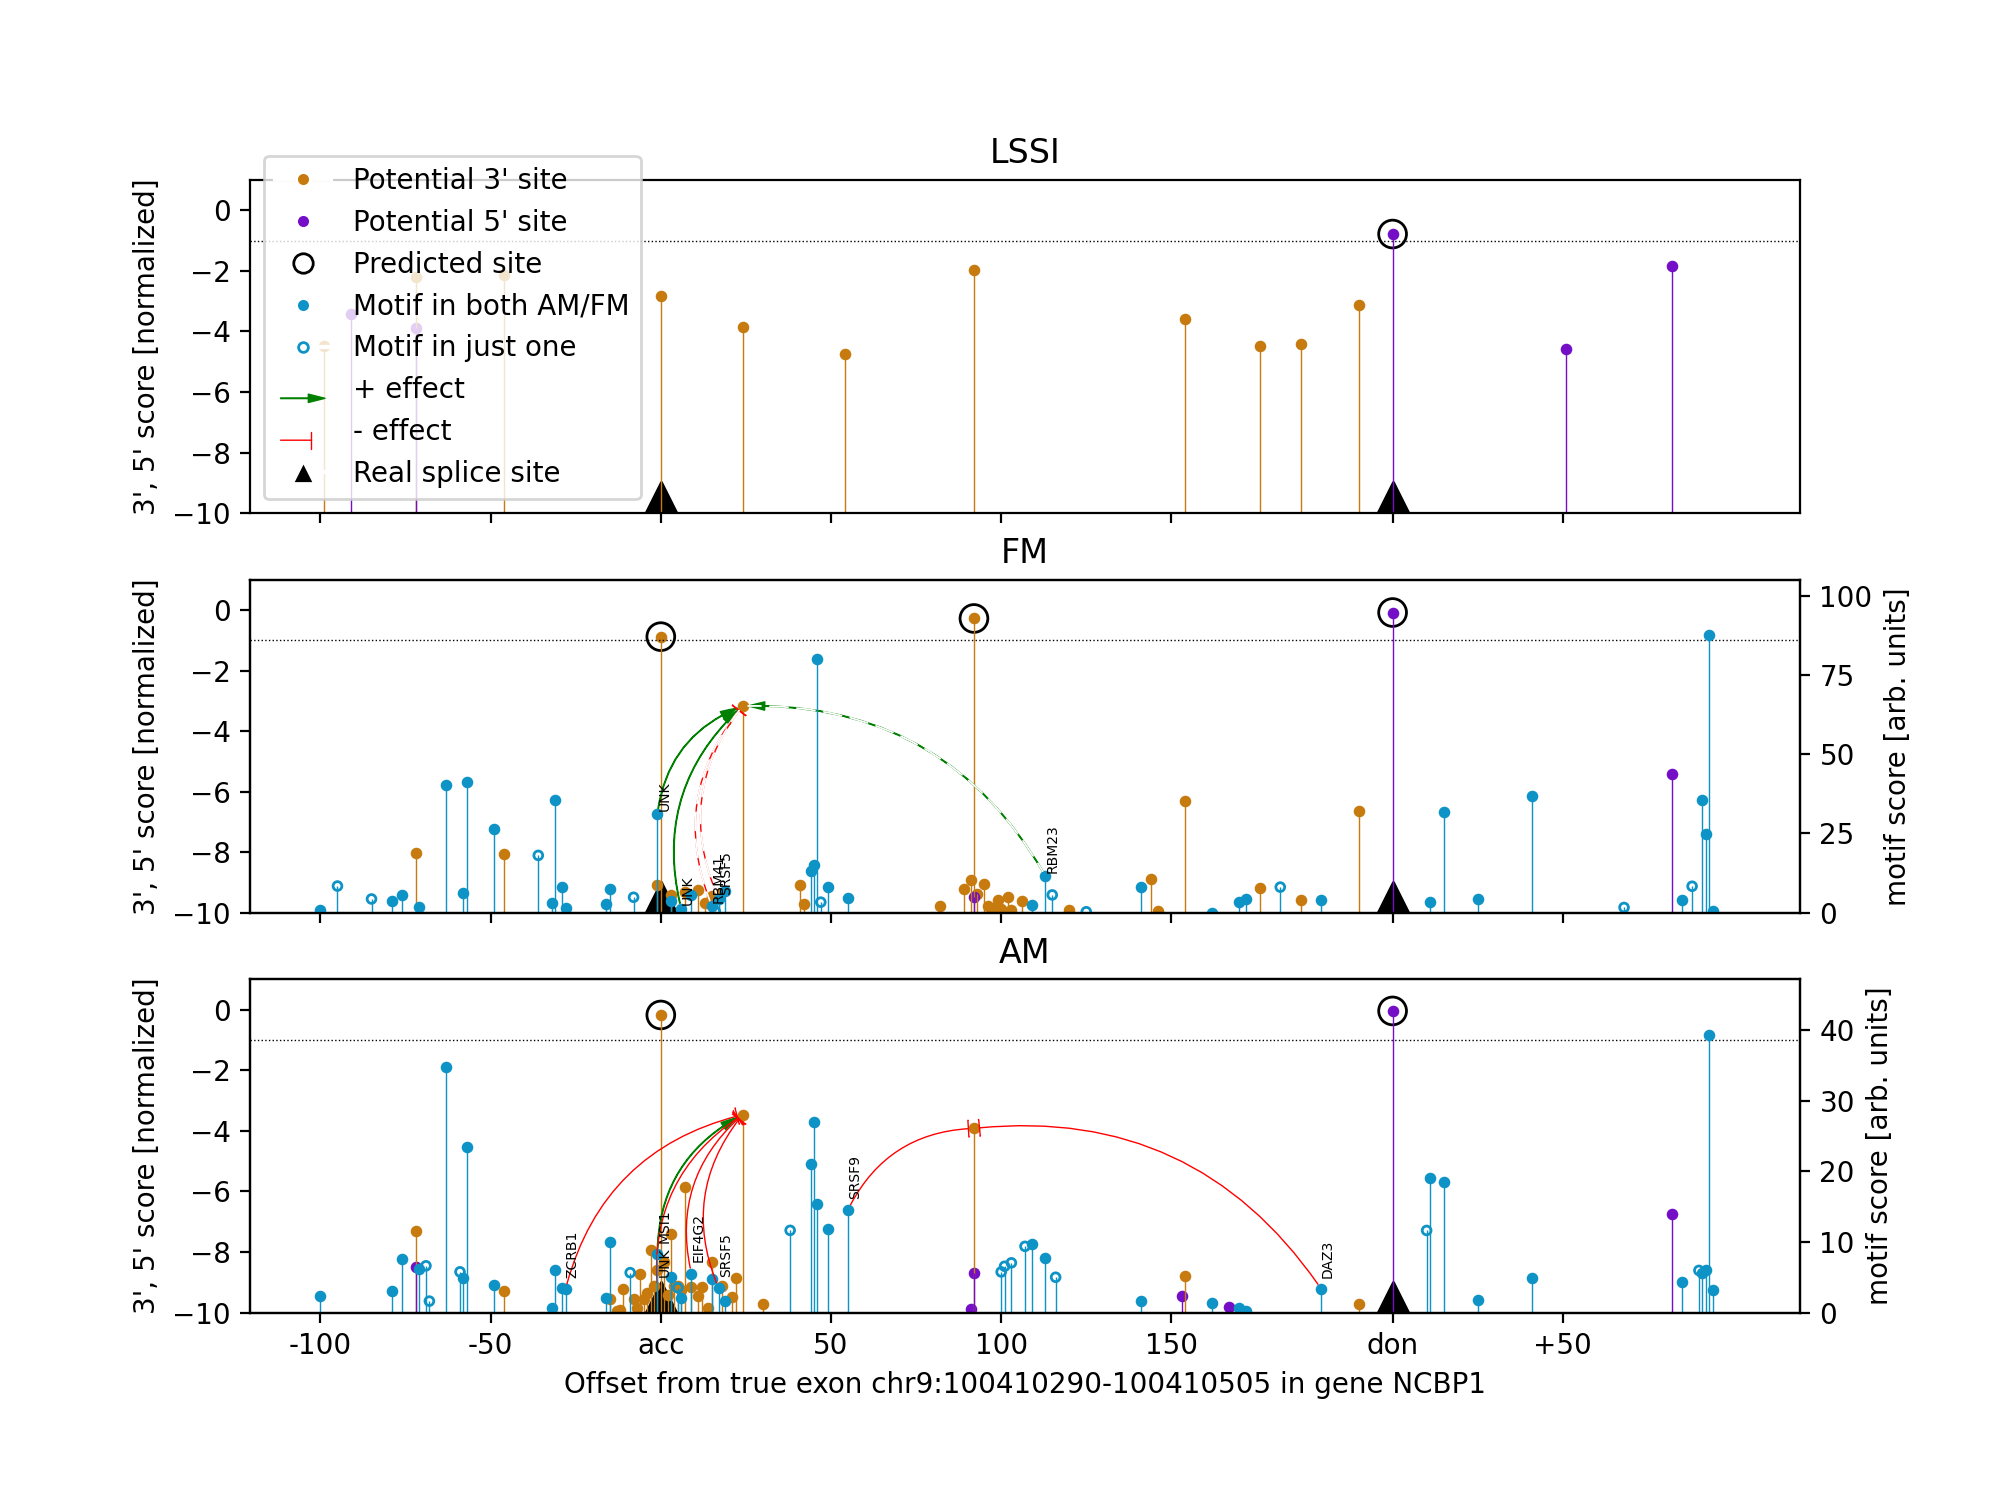 LSSI
3', 5' score [normalized]
0
−2
−4
−6
−8
−10
Potential 3' site
Potential 5' site
Predicted site
Motif in both AM/FM
Motif in just one
+ effect
- effect
Real splice site
FM
3', 5' score [normalized]
0
−2
−4
−6
−8
−10
UNK
UNK
RBM41
SRSF5
RBM23
100
75
50
25
0
motif score [arb. units]
AM
3', 5' score [normalized]
0
−2
−4
−6
−8
−10
ZCRB1
UNK
MSI1
EIF4G2
SRSF5
SRSF9
DAZ3
40
30
20
10
0
motif score [arb. units]
-100 -50 acc 50 100 150 don +50
Offset from true exon chr9:100410290-100410505 in gene NCBP1